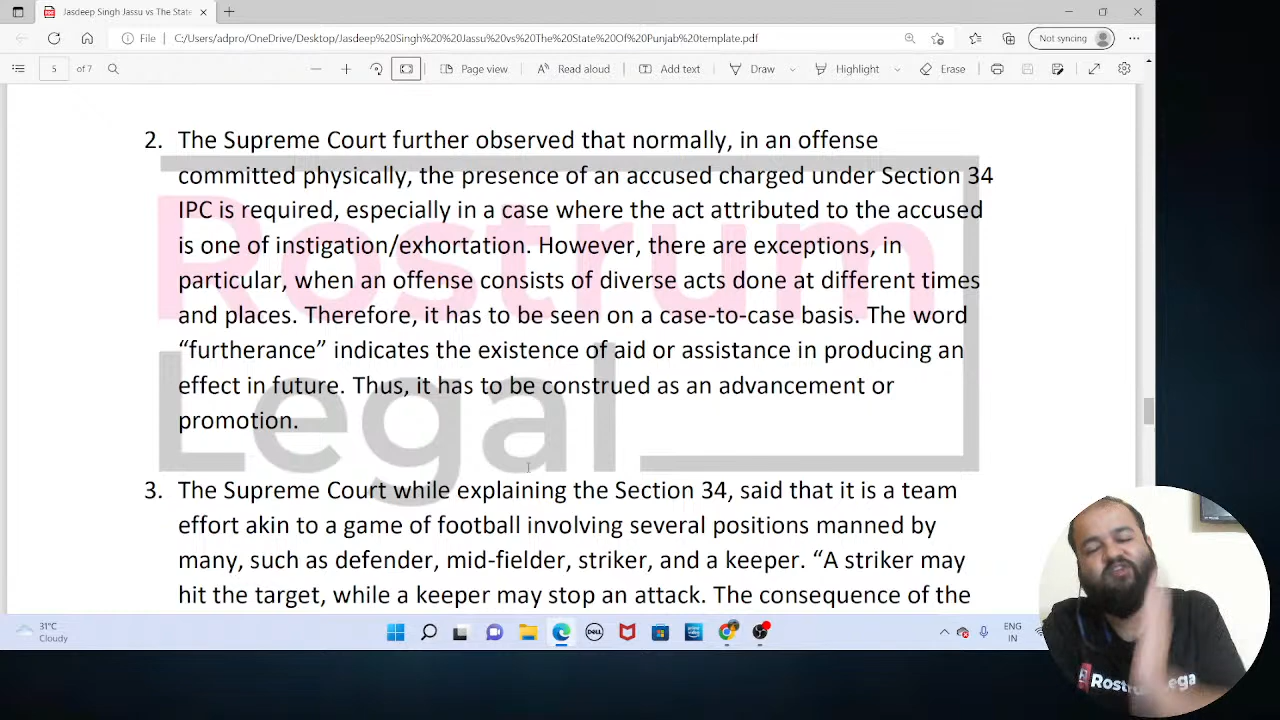 Jasdeep Singh Jassu vs The State
File C:/Users/adpro/OneDrive/Desktop/Jasdeep%20Singh%20%20Jassu%20vs%20The%20State%20Of%20Punjab%20template.pdf
Not syncing
5 of 7 Page view Read aloud Add text Draw Highlight Erase
2. The Supreme Court further observed that normally, in an offense
committed physically, the presence of an accused charged under Section 34
IPC is required, especially in a case where the act attributed to the accused
is one of instigation/exhortation. However, there are exceptions, in
particular, when an offense consists of diverse acts done at different times
and places. Therefore, it has to be seen on a case-to-case basis. The word
“furtherance” indicates the existence of aid or assistance in producing an
effect in future. Thus, it has to be construed as an advancement or
promotion.
Rostrum
Legal
3. The Supreme Court while explaining the Section 34, said that it is a team
effort akin to a game of football involving several positions manned by
many, such as defender, mid-fielder, striker, and a keeper. “A striker may
hit the target, while a keeper may stop an attack. The consequence of the
31°C
Cloudy
DELL
ENG
IN